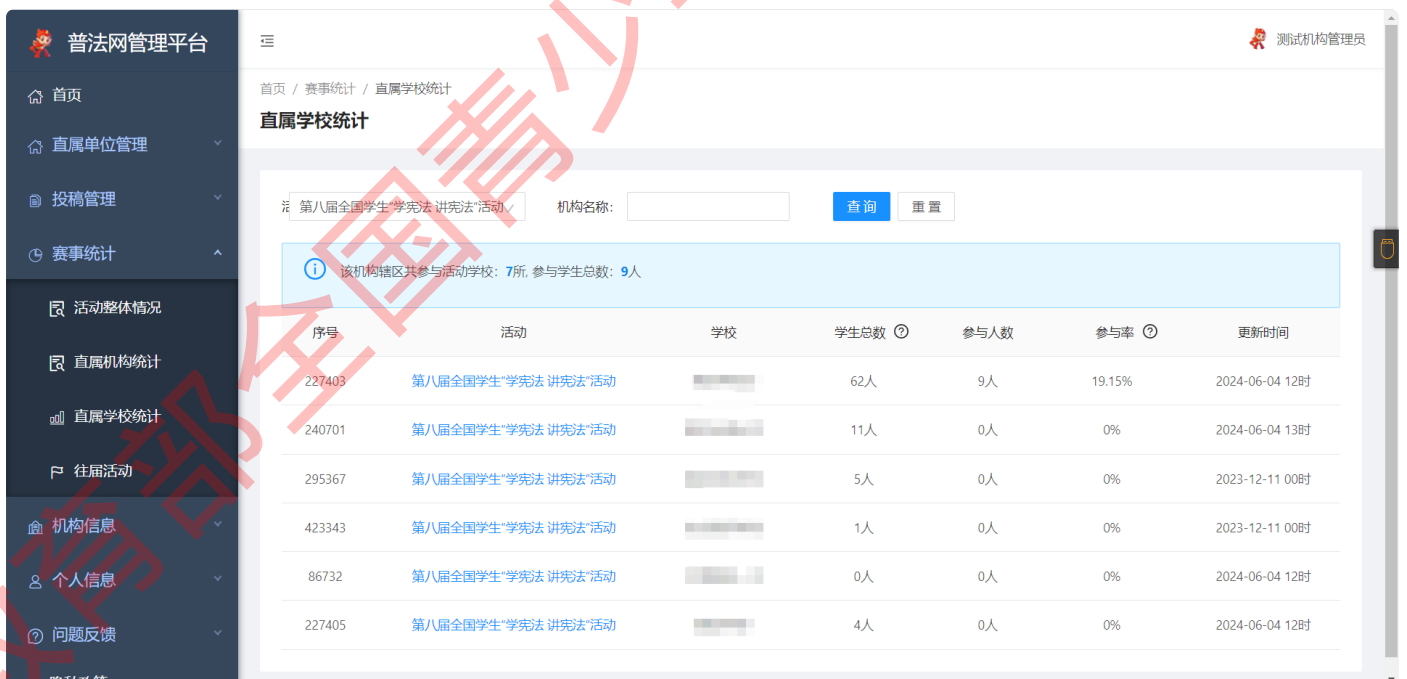 普法网管理平台
测试机构管理员
首页
首页 / 赛事统计 / 直属学校统计
直属学校统计
直属单位管理
投稿管理
赛事统计
活动整体情况
直属机构统计
直属学校统计
往届活动
机构信息
个人信息
问题反馈
第八届全国学生“学宪法 讲宪法”活动
机构名称:
查 询
重 置
该机构辖区共参与活动学校: 7所, 参与学生总数: 9人
序号 活动 学校 学生总数 参与人数 参与率 更新时间
227403 第八届全国学生“学宪法 讲宪法”活动 62人 9人 19.15% 2024-06-04 12时
240701 第八届全国学生“学宪法 讲宪法”活动 11人 0人 0% 2024-06-04 13时
295367 第八届全国学生“学宪法 讲宪法”活动 5人 0人 0% 2023-12-11 00时
423343 第八届全国学生“学宪法 讲宪法”活动 1人 0人 0% 2023-12-11 00时
86732 第八届全国学生“学宪法 讲宪法”活动 0人 0人 0% 2024-06-04 12时
227405 第八届全国学生“学宪法 讲宪法”活动 4人 0人 0% 2024-06-04 12时
教育部全国青少